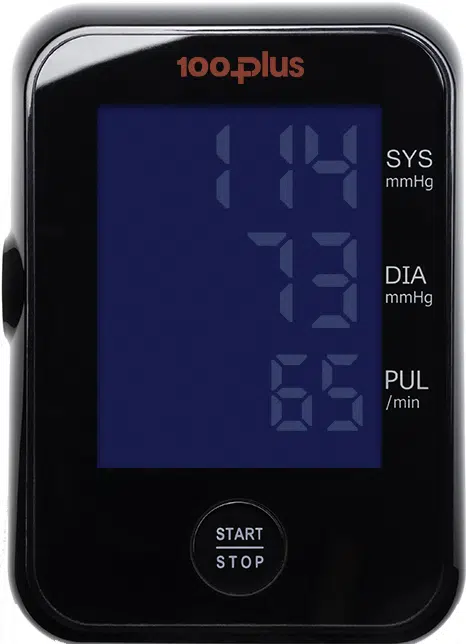 100plus
114
SYS
mmHg
73
DIA
mmHg
65
PUL
/min
START
STOP